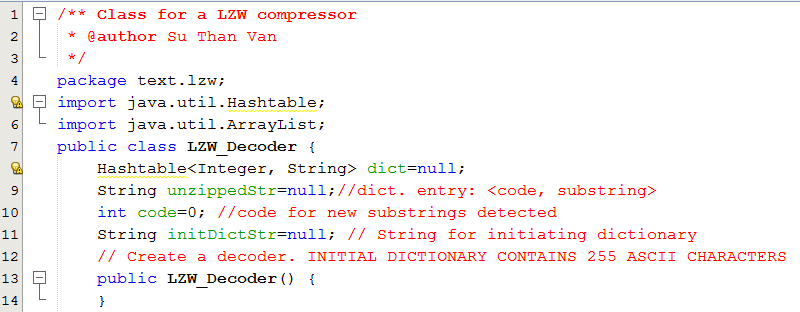 1 /** Class for a LZW compressor
2  * @author Su Than Van
3  */
4 package text.lzw;
import java.util.Hashtable;
6 import java.util.ArrayList;
7 public class LZW_Decoder {
    Hashtable<Integer, String> dict=null;
9     String unzippedStr=null;//dict. entry: <code, substring>
10     int code=0; //code for new substrings detected
11     String initDictStr=null; // String for initiating dictionary
12     // Create a decoder. INITIAL DICTIONARY CONTAINS 255 ASCII CHARACTERS
13     public LZW_Decoder() {
14     }